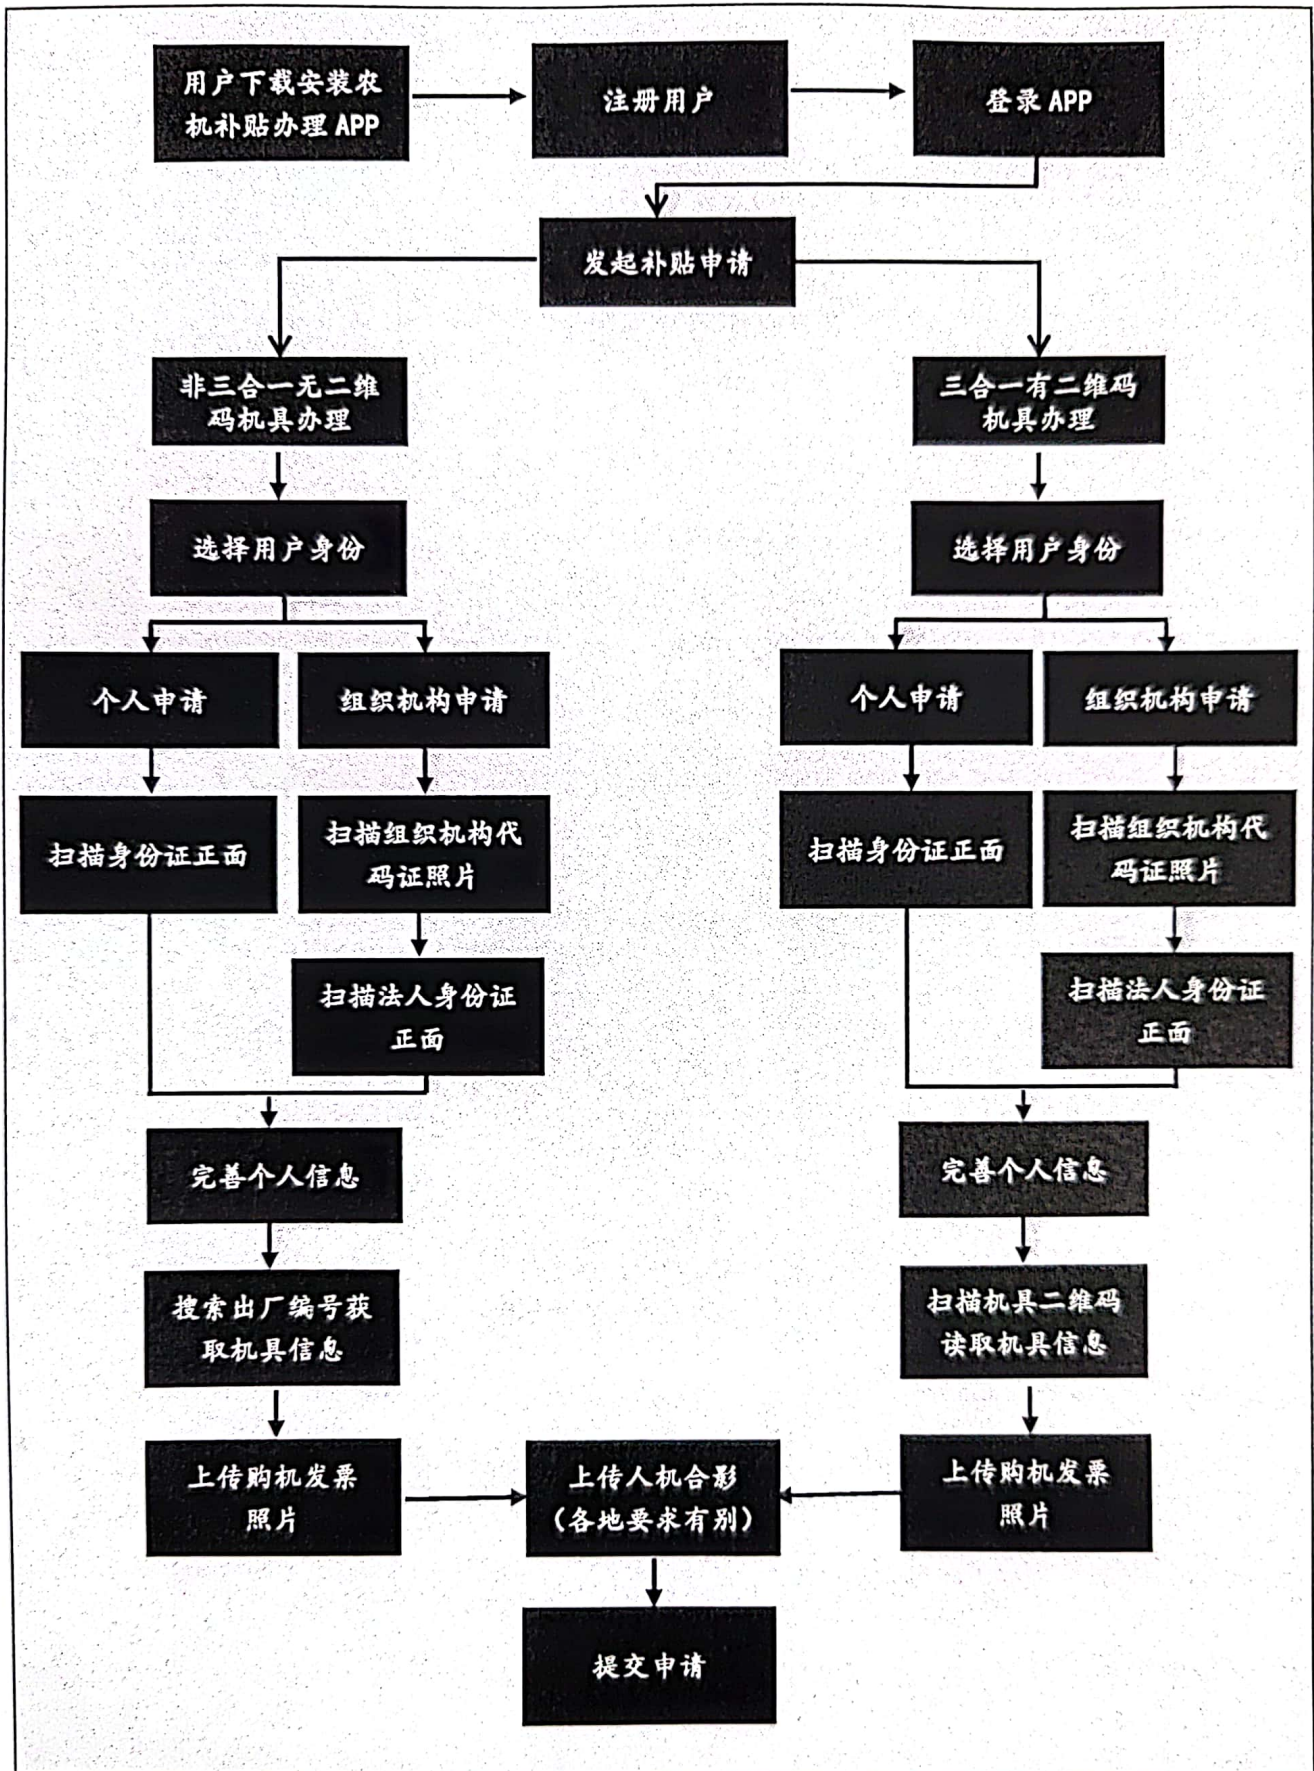 用户下载安装农
机补贴办理 APP
注册用户
登录 APP
发起补贴申请
非三合一无二维
码机具办理
三合一有二维码
机具办理
选择用户身份
选择用户身份
个人申请
组织机构申请
个人申请
组织机构申请
扫描身份证正面
扫描组织机构代
码证照片
扫描身份证正面
扫描组织机构代
码证照片
扫描法人身份证
正面
扫描法人身份证
正面
完善个人信息
完善个人信息
搜索出厂编号获
取机具信息
扫描机具二维码
读取机具信息
上传购机发票
照片
上传人机合影
（各地要求有别）
上传购机发票
照片
提交申请